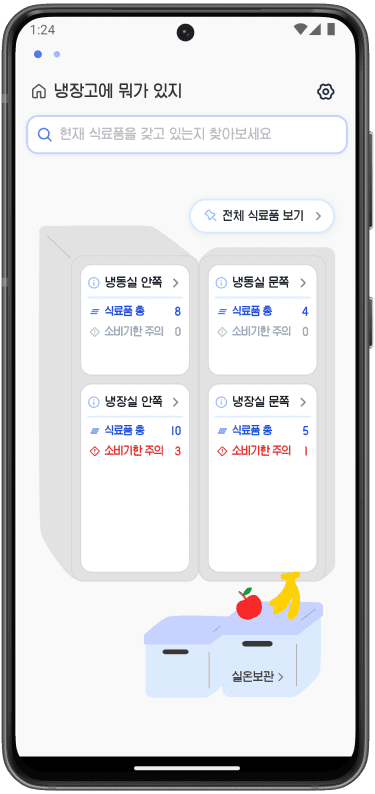 1:24
냉장고에 뭐가 있지
현재 식료품을 갖고 있는지 찾아보세요
전체 식료품 보기
냉동실 안쪽
식료품 총 8
소비기한 주의 0
냉동실 문쪽
식료품 총 4
소비기한 주의 0
냉장실 안쪽
식료품 총 10
소비기한 주의 3
냉장실 문쪽
식료품 총 5
소비기한 주의 1
실온보관